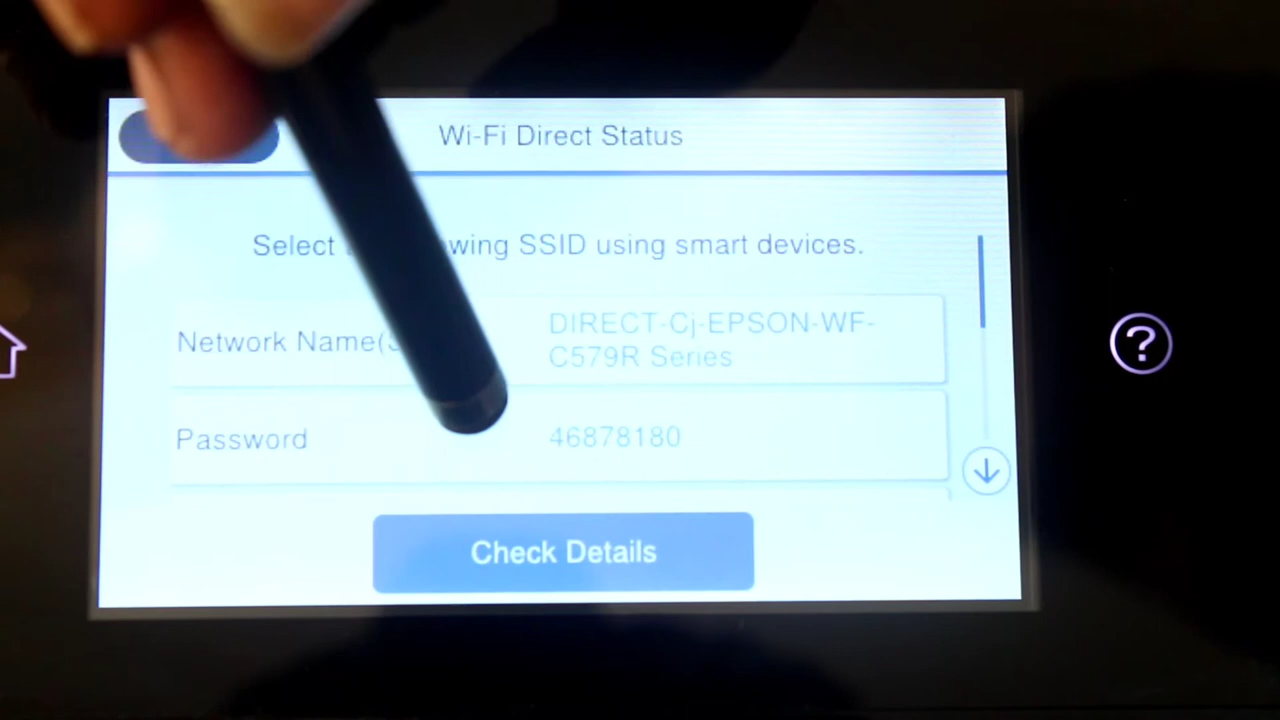 Wi-Fi Direct Status
Select wing SSID using smart devices.
Network Name(
DIRECT-Cj-EPSON-WF-
C579R Series
Password
46878180
Check Details
?